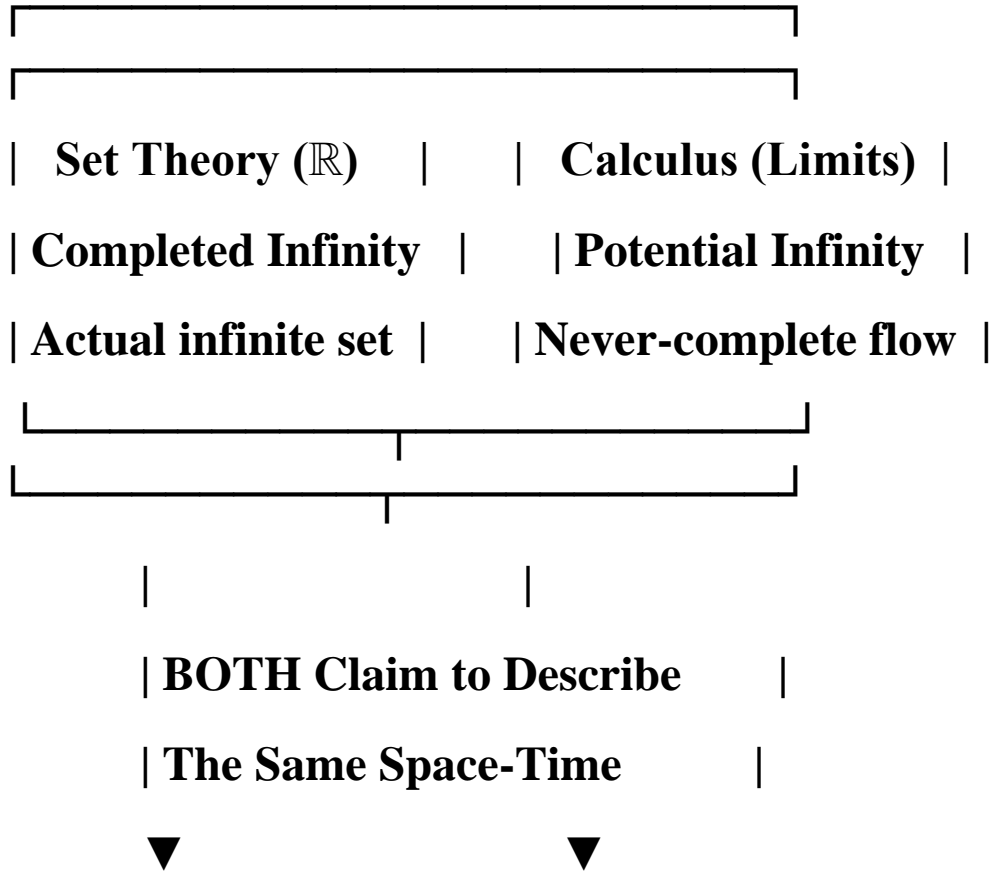 | Set Theory (ℝ) | | Calculus (Limits) |
| Completed Infinity | | Potential Infinity |
| Actual infinite set | | Never-complete flow |
| |
| BOTH Claim to Describe |
| The Same Space-Time |
▼ ▼